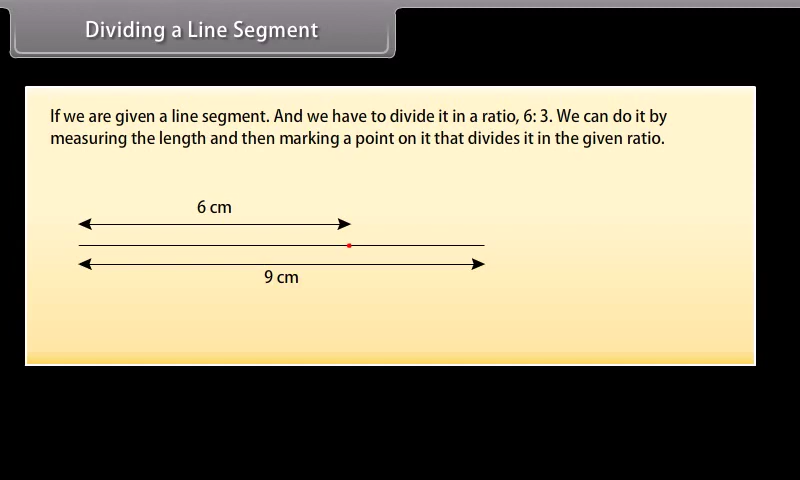 Dividing a Line Segment
If we are given a line segment. And we have to divide it in a ratio, 6: 3. We can do it by
measuring the length and then marking a point on it that divides it in the given ratio.
6 cm
9 cm